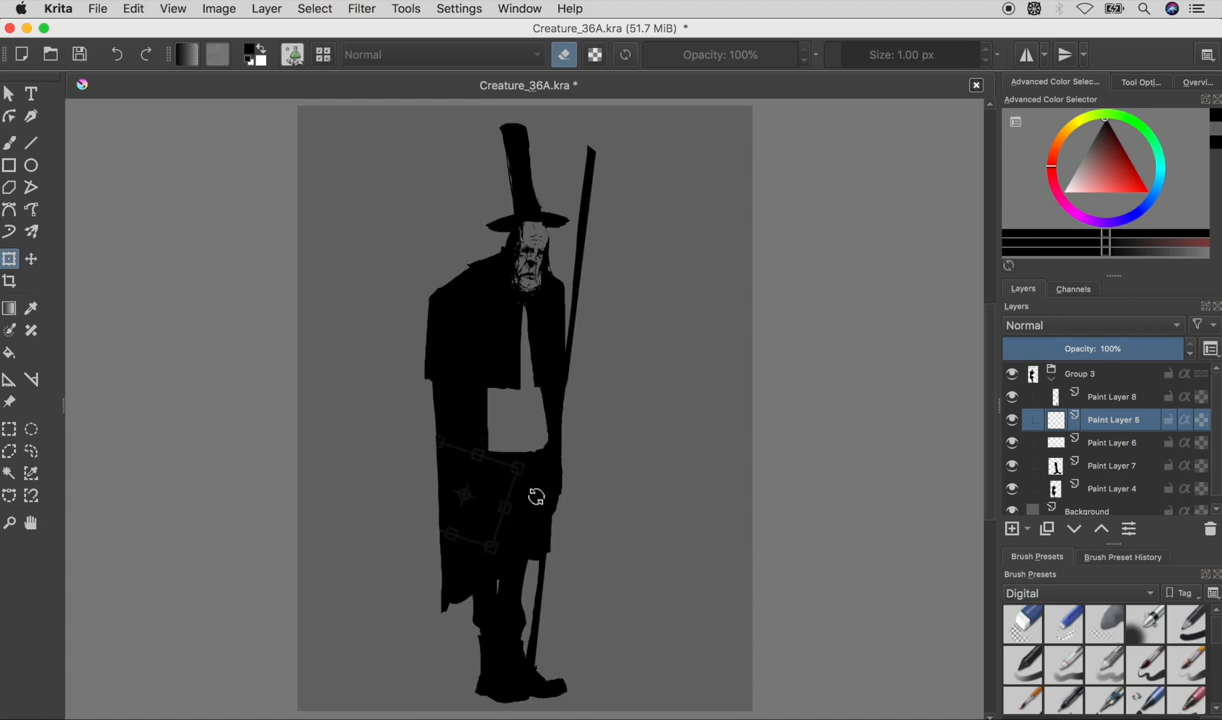 Krita File Edit View Image Layer Select Filter Tools Settings Window Help
Creature_36A.kra (51.7 MiB) *
Normal Opacity: 100% Size: 1.00 px
Creature_36A.kra *
Advanced Color Selec... Tool Opti... Overvi...
Advanced Color Selector
Layers Channels
Layers
Normal
Opacity: 100%
Group 3
Paint Layer 8
Paint Layer 5
Paint Layer 6
Paint Layer 7
Paint Layer 4
Background
Brush Presets Brush Preset History
Brush Presets
Digital Tag